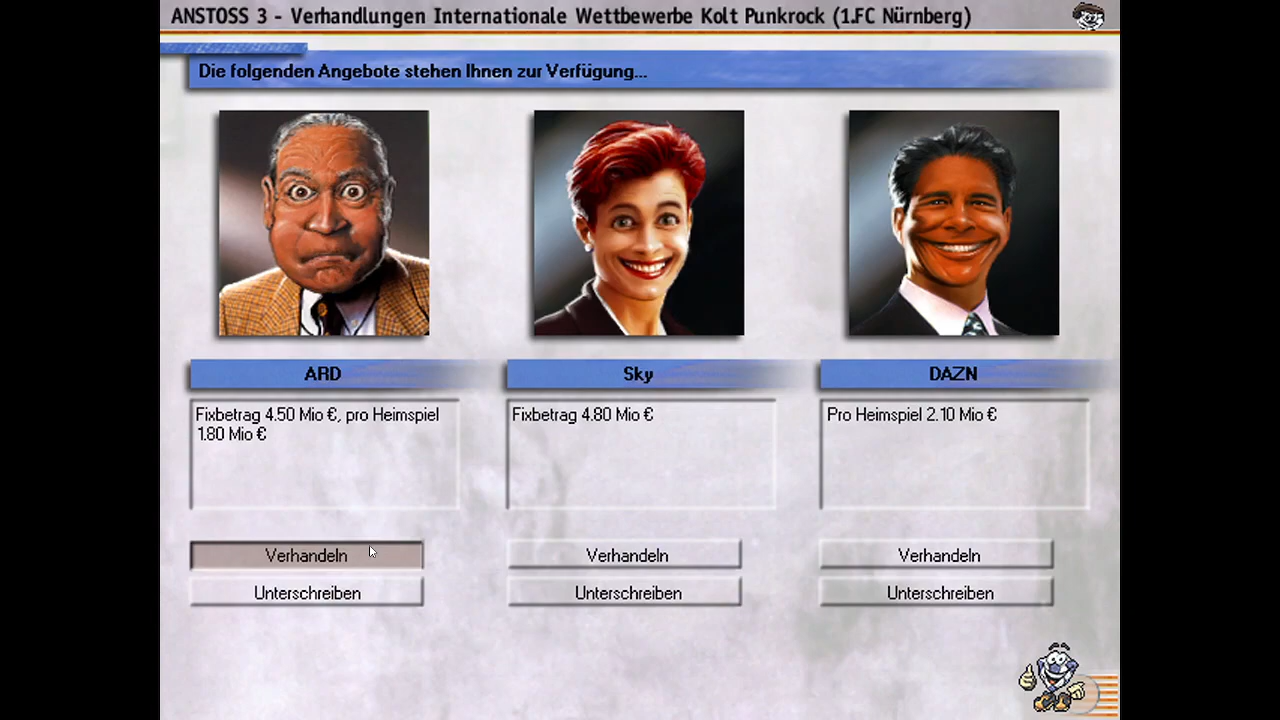 ANSTOSS 3 - Verhandlungen Internationale Wettbewerbe Kolt Punkrock (1.FC Nürnberg)
Die folgenden Angebote stehen Ihnen zur Verfügung...
ARD
Sky
DAZN
Fixbetrag 4.50 Mio €, pro Heimspiel
1.80 Mio €
Fixbetrag 4.80 Mio €
Pro Heimspiel 2.10 Mio €
Verhandeln
Verhandeln
Verhandeln
Unterschreiben
Unterschreiben
Unterschreiben